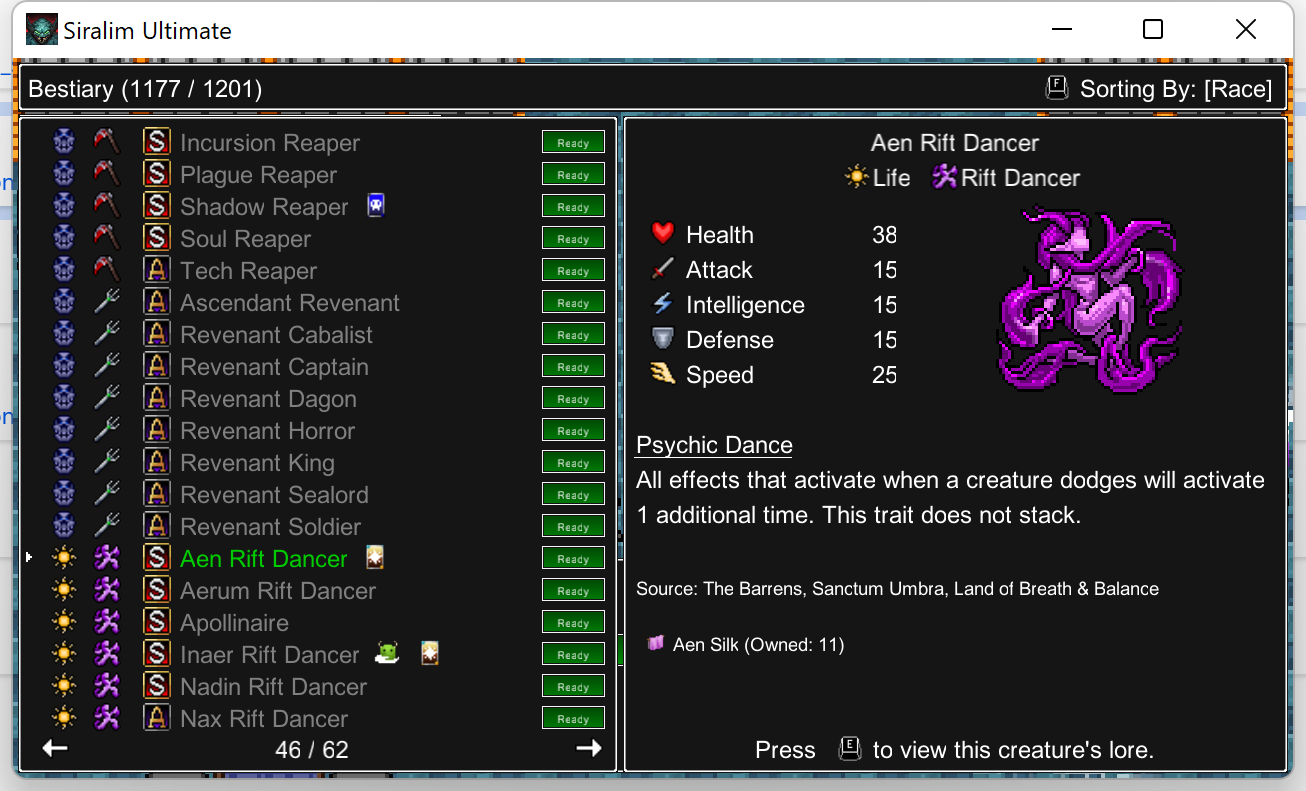 Siralim Ultimate
Bestiary (1177 / 1201)
F Sorting By: [Race]
S Incursion Reaper Ready
S Plague Reaper Ready
S Shadow Reaper Ready
S Soul Reaper Ready
A Tech Reaper Ready
A Ascendant Revenant Ready
A Revenant Cabalist Ready
A Revenant Captain Ready
A Revenant Dagon Ready
A Revenant Horror Ready
A Revenant King Ready
A Revenant Sealord Ready
A Revenant Soldier Ready
S Aen Rift Dancer Ready
S Aerum Rift Dancer Ready
S Apollinaire Ready
S Inaer Rift Dancer Ready
S Nadin Rift Dancer Ready
A Nax Rift Dancer Ready
46 / 62
Aen Rift Dancer
Life Rift Dancer
Health 38
Attack 15
Intelligence 15
Defense 15
Speed 25
Psychic Dance
All effects that activate when a creature dodges will activate
1 additional time. This trait does not stack.
Source: The Barrens, Sanctum Umbra, Land of Breath & Balance
Aen Silk (Owned: 11)
Press E to view this creature's lore.